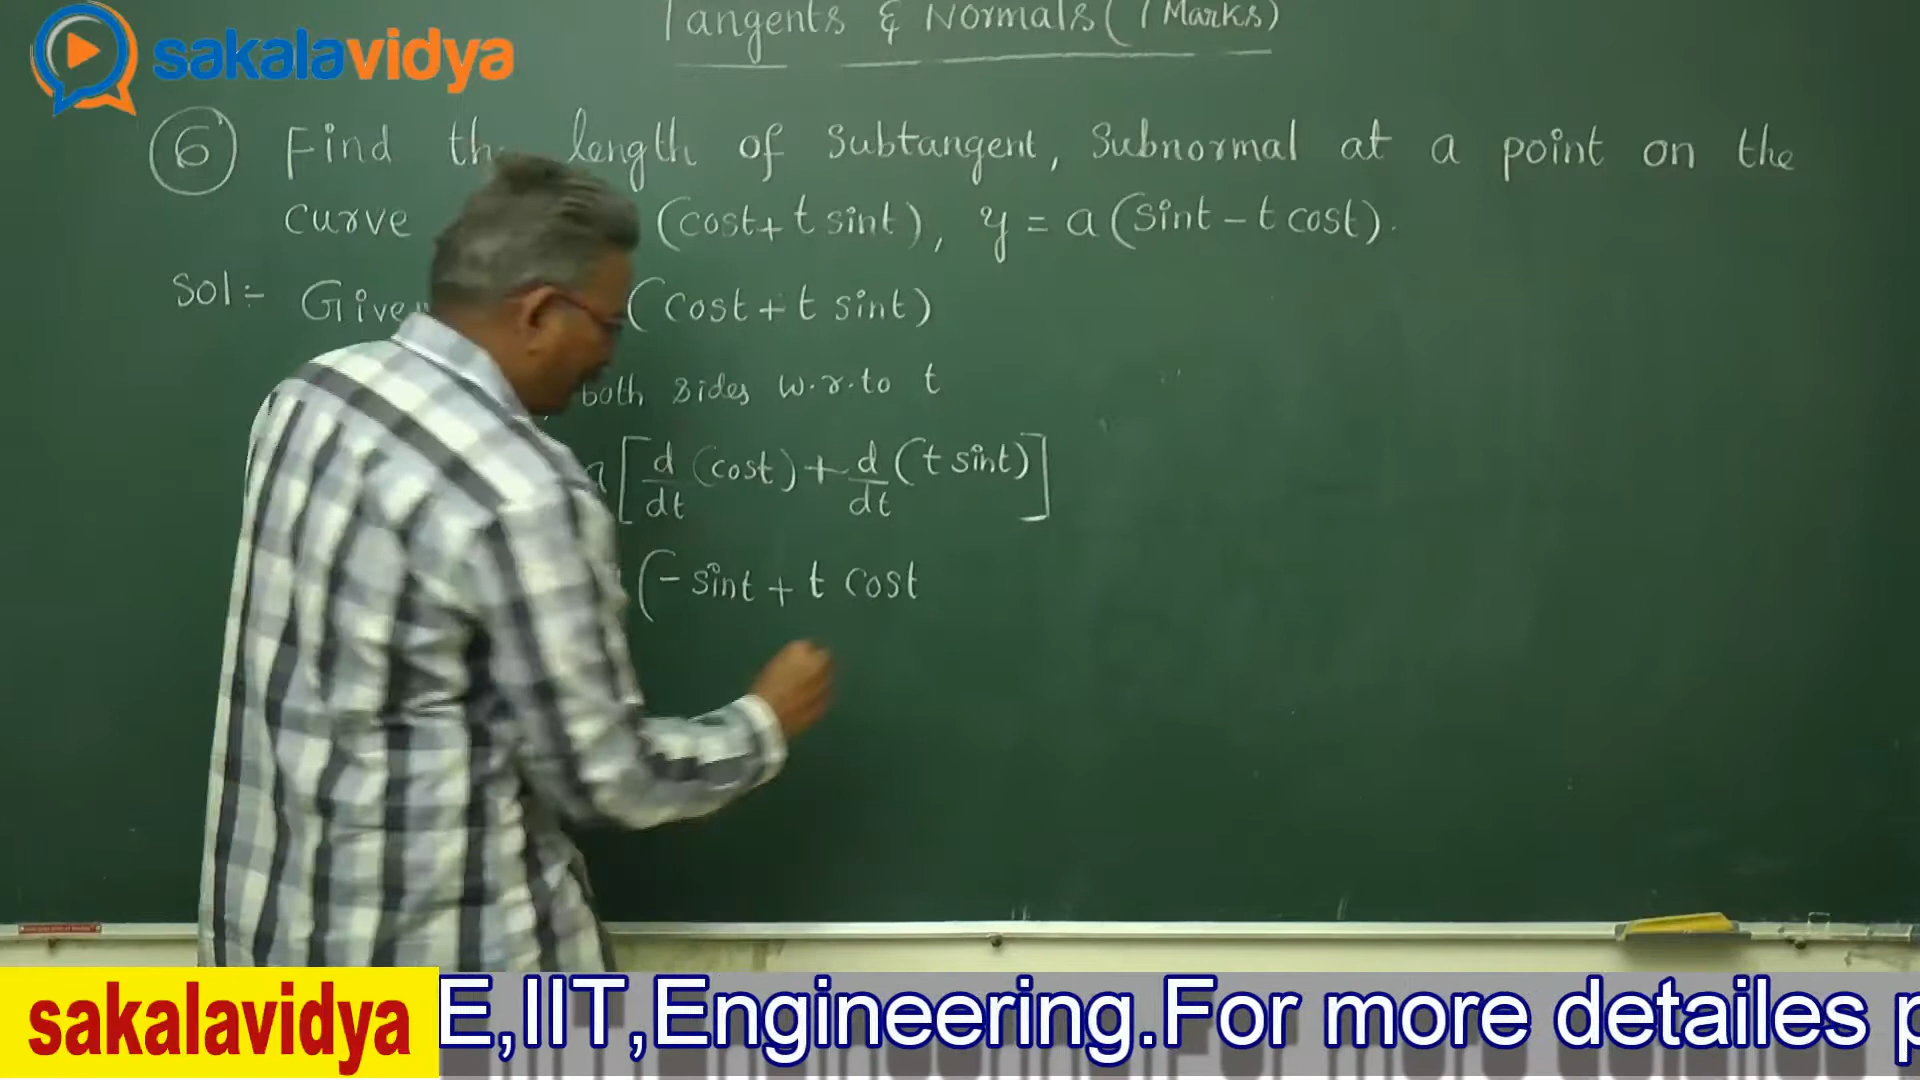 sakalavidya
Tangents & Normals (7 Marks)
6 Find the length of subtangent, subnormal at a point on the
curve (cost + t sint), y = a (sint - t cost).
Sol:- Given (cost + t sint)
both sides w.r.to t
[d/dt (cost) + d/dt (t sint)]
(-sint + t cost
sakalavidya
E,IIT,Engineering.For more detailes p